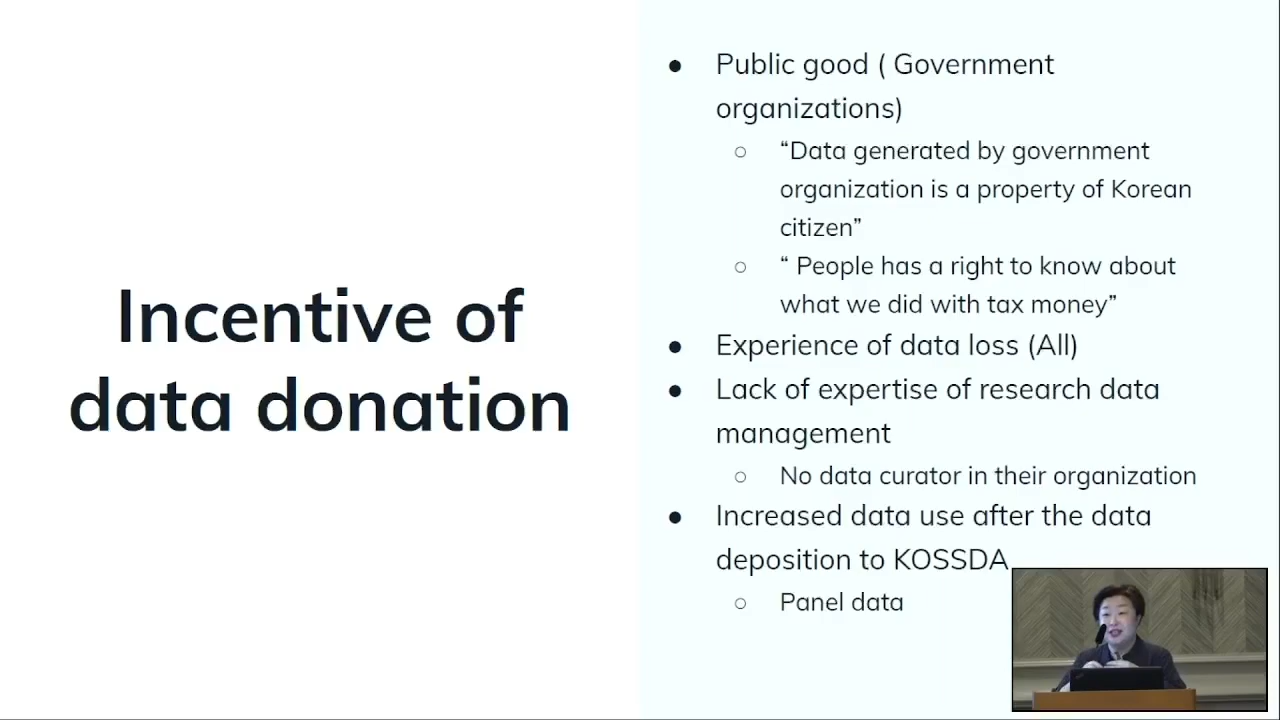 Incentive of
data donation
● Public good ( Government
organizations)
○ “Data generated by government
organization is a property of Korean
citizen”
○ “ People has a right to know about
what we did with tax money”
● Experience of data loss (All)
● Lack of expertise of research data
management
○ No data curator in their organization
● Increased data use after the data
deposition to KOSSDA
○ Panel data